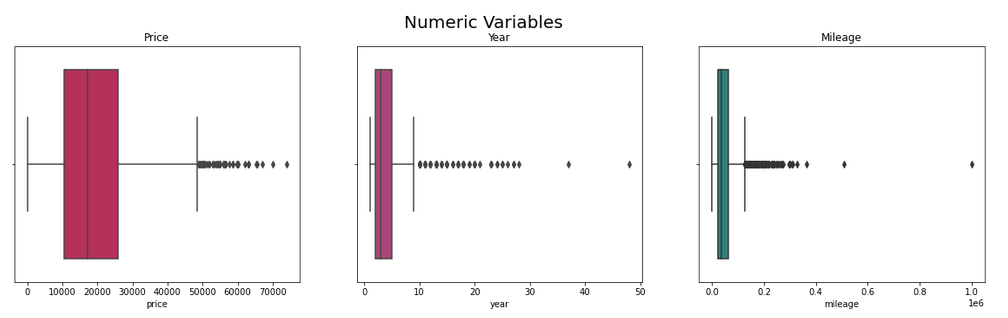 Numeric Variables
Price
Year
Mileage
0 10000 20000 30000 40000 50000 60000 70000
0 10 20 30 40 50
0.0 0.2 0.4 0.6 0.8 1.0
1e6
price
year
mileage